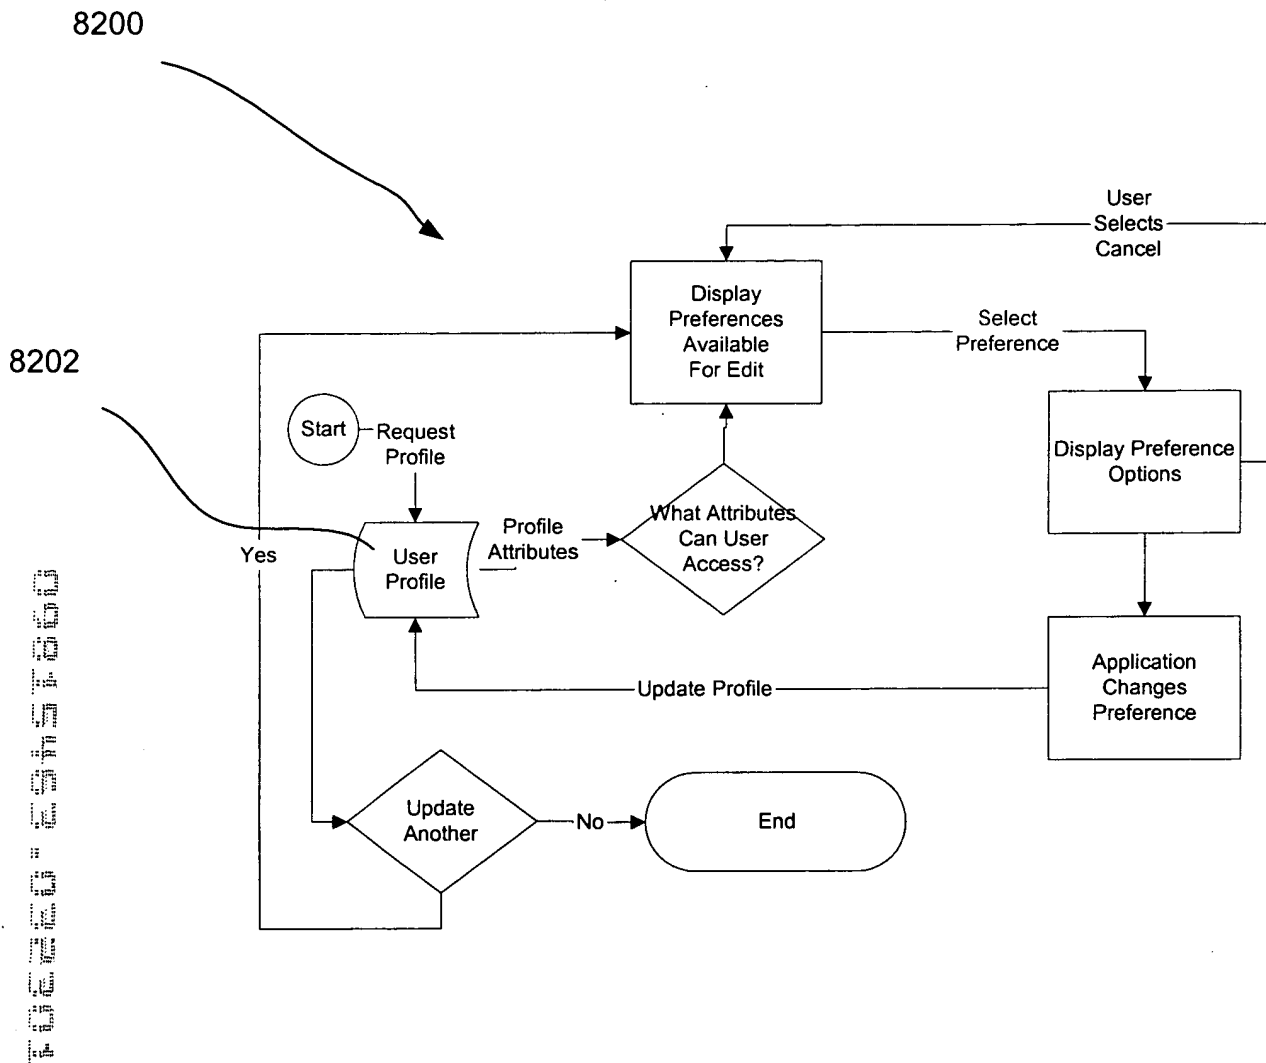 8200
User
Selects
Cancel
Display
Preferences
Available
For Edit
Select
Preference
8202
Start
Request
Profile
Display Preference
Options
Yes
User
Profile
Profile
Attributes
What Attributes
Can User
Access?
Application
Changes
Preference
Update Profile
Update
Another
No
End